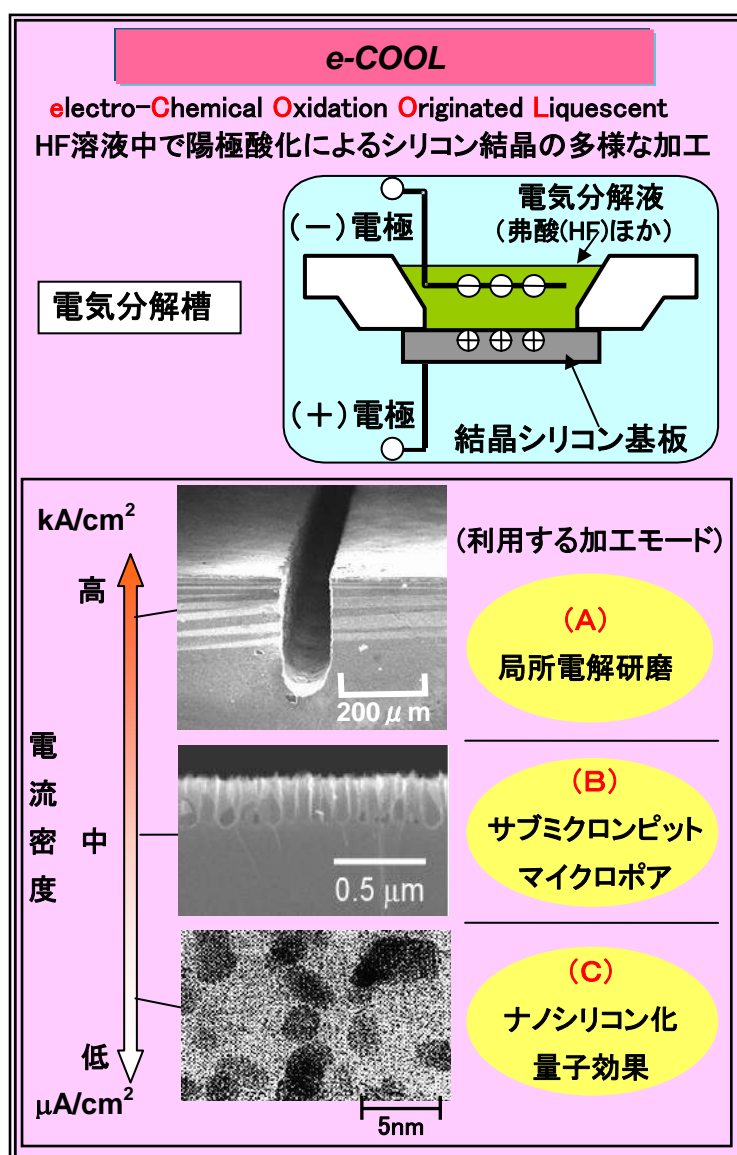 e-COOL
electro-Chemical Oxidation Originated Liquescent
HF溶液中で陽極酸化によるシリコン結晶の多様な加工
電気分解液
(弗酸(HF)ほか)
(-)電極
電気分解槽
(+)電極
結晶シリコン基板
kA/cm²
(利用する加工モード)
高
(A)
局所電解研磨
200μm
電流密度
中
(B)
サブミクロンピット
マイクロポア
0.5 μm
(C)
ナノシリコン化
量子効果
低
μA/cm²
5nm